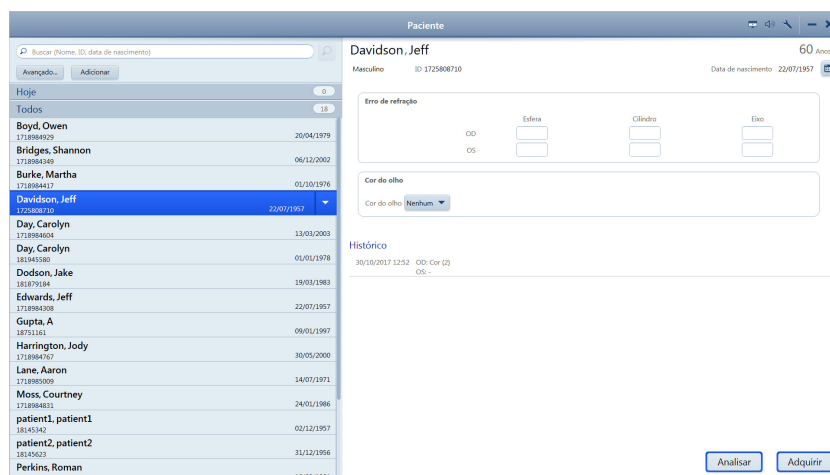 Paciente
Buscar (Nome, ID, data de nascimento)
Avançado... Adicionar
Hoje 0
Todos 18
Boyd, Owen
1718984929 20/04/1979
Bridges, Shannon
1718984349 06/12/2002
Burke, Martha
1718984417 01/10/1976
Davidson, Jeff
1725808710 22/07/1957
Day, Carolyn
1718984604 13/03/2003
Day, Carolyn
181945580 01/01/1978
Dodson, Jake
181879184 19/03/1983
Edwards, Jeff
1718984308 22/07/1957
Gupta, A
18751161 09/01/1997
Harrington, Jody
1718984767 30/05/2000
Lane, Aaron
1718985009 14/07/1971
Moss, Courtney
1718984831 24/01/1986
patient1, patient1
18145342 02/12/1957
patient2, patient2
18145623 31/12/1956
Perkins, Roman
Davidson, Jeff 60 Anos
Masculino ID 1725808710 Data de nascimento 22/07/1957
Erro de refração
Esfera Cilindro Eixo
OD
OS
Cor do olho
Cor do olho Nenhum
Histórico
30/10/2017 12:52 OD: Cor (2)
OS: -
Analisar Adquirir